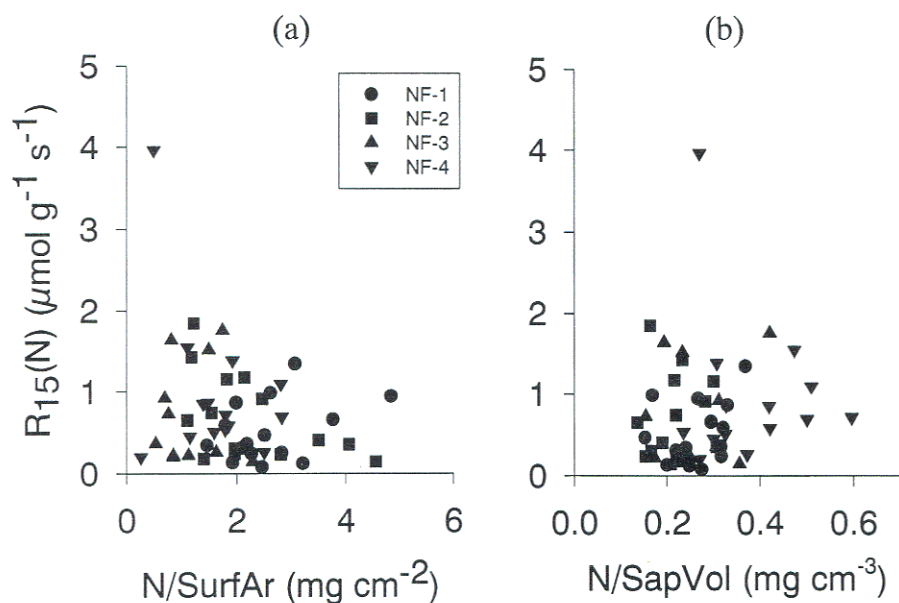 (a)
(b)
R15(N) (μmol g-1 s-1)
5
4
3
2
1
0
NF-1
NF-2
NF-3
NF-4
0
2
4
6
N/SurfAr (mg cm-2)
5
4
3
2
1
0
0.0
0.2
0.4
0.6
N/SapVol (mg cm-3)